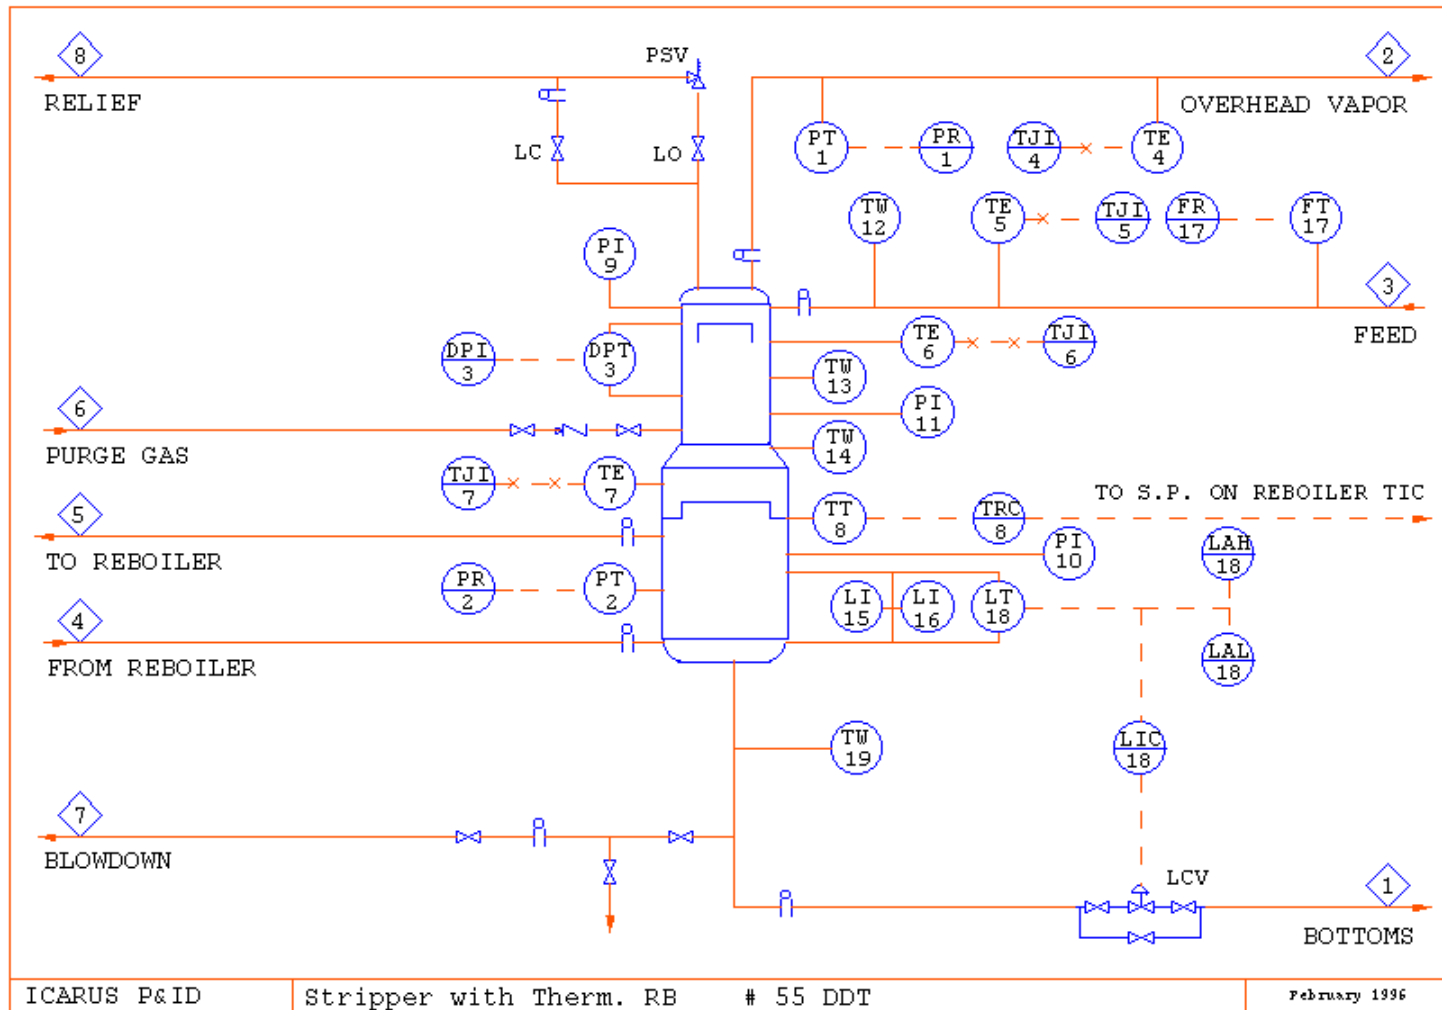 8
PSV
2
RELIEF
OVERHEAD VAPOR
LC
LO
PT
1
PR
1
TJI
4
TE
4
TW
12
TE
5
TJI
5
FR
17
FT
17
PI
9
3
FEED
DPI
3
DPT
3
TE
6
TJI
6
TW
13
PI
11
6
PURGE GAS
TW
14
TJI
7
TE
7
TO S.P. ON REBOILER TIC
5
TO REBOILER
TT
8
TRC
8
PI
10
LAH
18
PR
2
PT
2
LI
15
LI
16
LT
18
4
FROM REBOILER
LAL
18
TW
19
LIC
18
7
BLOWDOWN
LCV
1
BOTTOMS
ICARUS P&ID
Stripper with Therm. RB # 55 DDT
February 1996